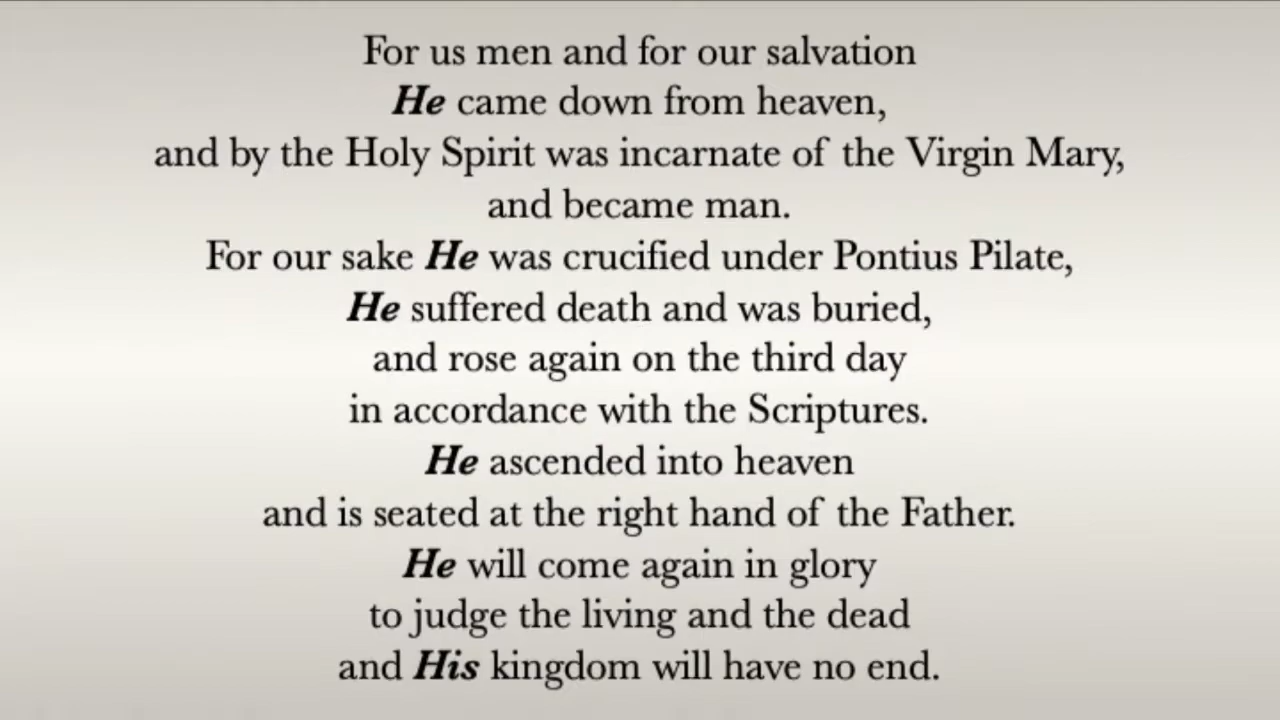 For us men and for our salvation
He came down from heaven,
and by the Holy Spirit was incarnate of the Virgin Mary,
and became man.
For our sake He was crucified under Pontius Pilate,
He suffered death and was buried,
and rose again on the third day
in accordance with the Scriptures.
He ascended into heaven
and is seated at the right hand of the Father.
He will come again in glory
to judge the living and the dead
and His kingdom will have no end.